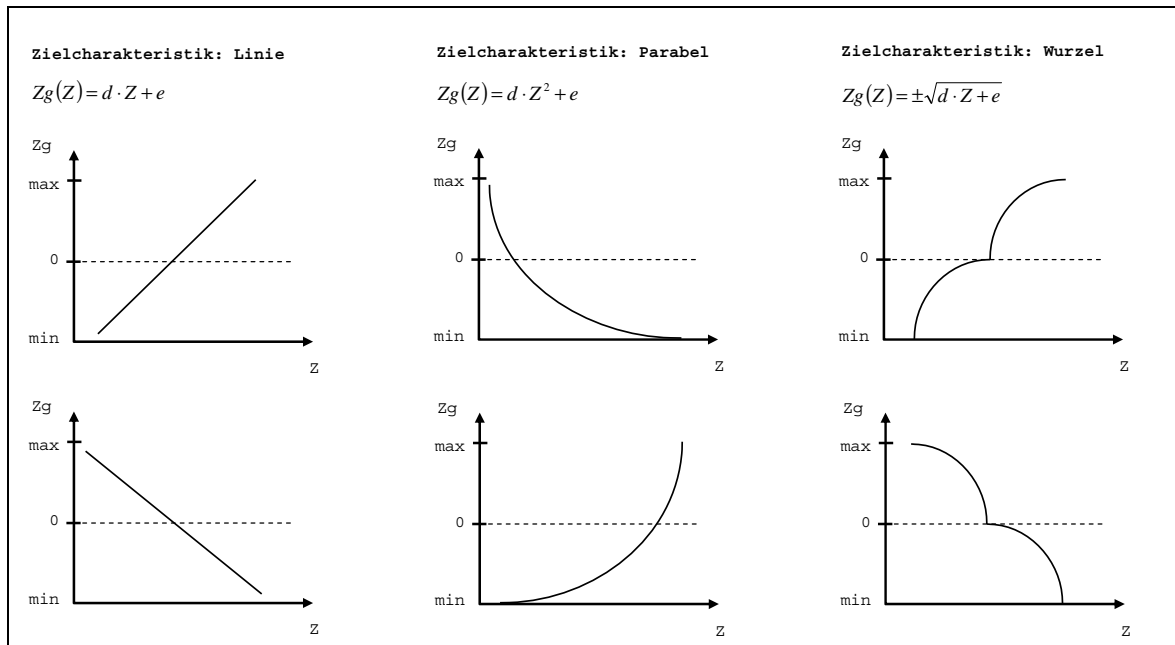 Zielcharakteristik: Linie
Zg(Z) = d · Z + e
Zg
max
0
min
Z
Zg
max
0
min
Z
Zielcharakteristik: Parabel
Zg(Z) = d · Z² + e
Zg
max
0
min
Z
Zg
max
0
min
Z
Zielcharakteristik: Wurzel
Zg(Z) = ±√(d · Z + e)
Zg
max
0
min
Z
Zg
max
0
min
Z